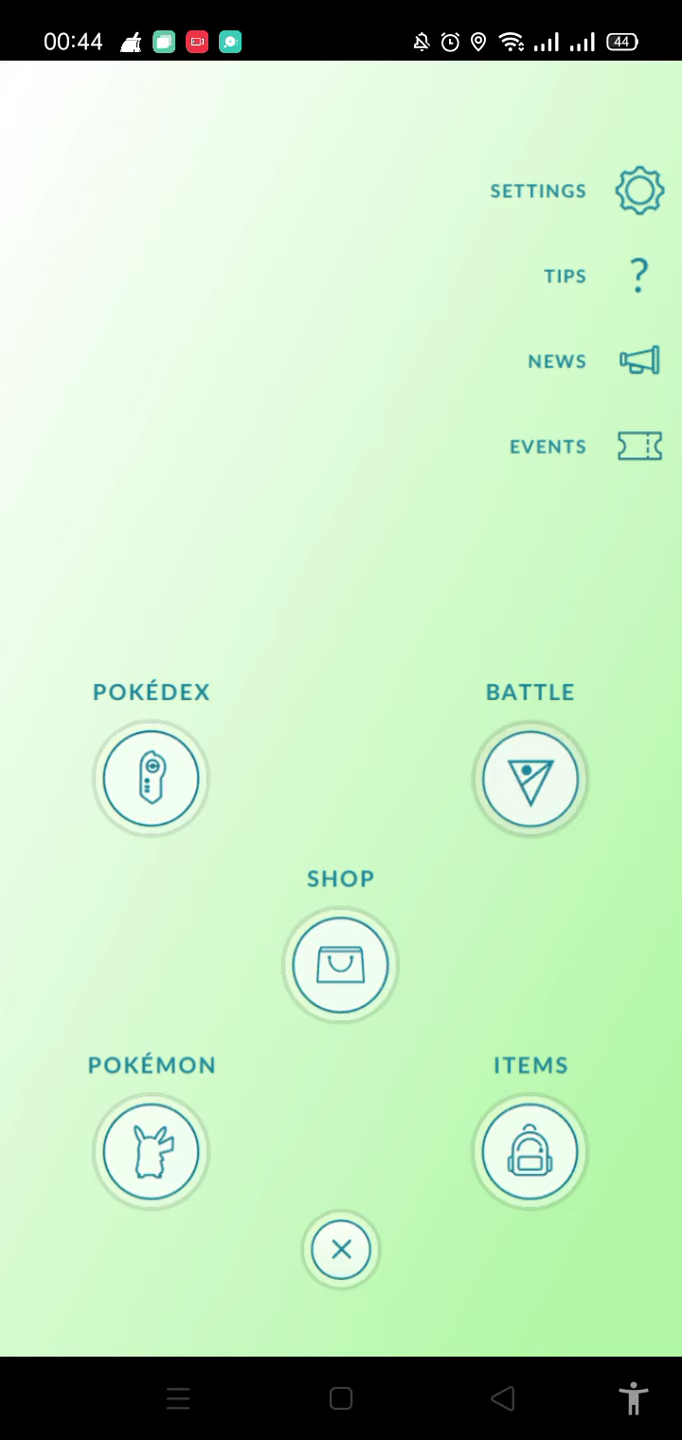 00:44
44
SETTINGS
TIPS
?
NEWS
EVENTS
POKÉDEX
BATTLE
SHOP
POKÉMON
ITEMS